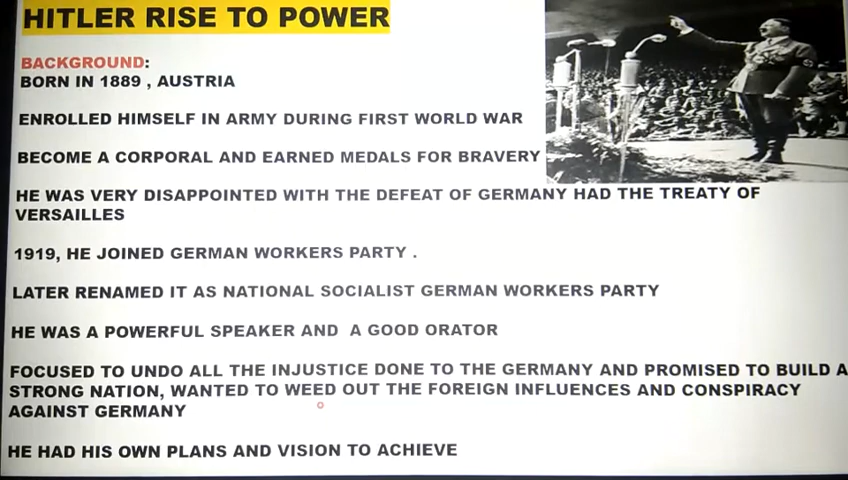 HITLER RISE TO POWER
BACKGROUND:
BORN IN 1889 , AUSTRIA
ENROLLED HIMSELF IN ARMY DURING FIRST WORLD WAR
BECOME A CORPORAL AND EARNED MEDALS FOR BRAVERY
HE WAS VERY DISAPPOINTED WITH THE DEFEAT OF GERMANY HAD THE TREATY OF
VERSAILLES
1919, HE JOINED GERMAN WORKERS PARTY .
LATER RENAMED IT AS NATIONAL SOCIALIST GERMAN WORKERS PARTY
HE WAS A POWERFUL SPEAKER AND A GOOD ORATOR
FOCUSED TO UNDO ALL THE INJUSTICE DONE TO THE GERMANY AND PROMISED TO BUILD A
STRONG NATION, WANTED TO WEED OUT THE FOREIGN INFLUENCES AND CONSPIRACY
AGAINST GERMANY
HE HAD HIS OWN PLANS AND VISION TO ACHIEVE